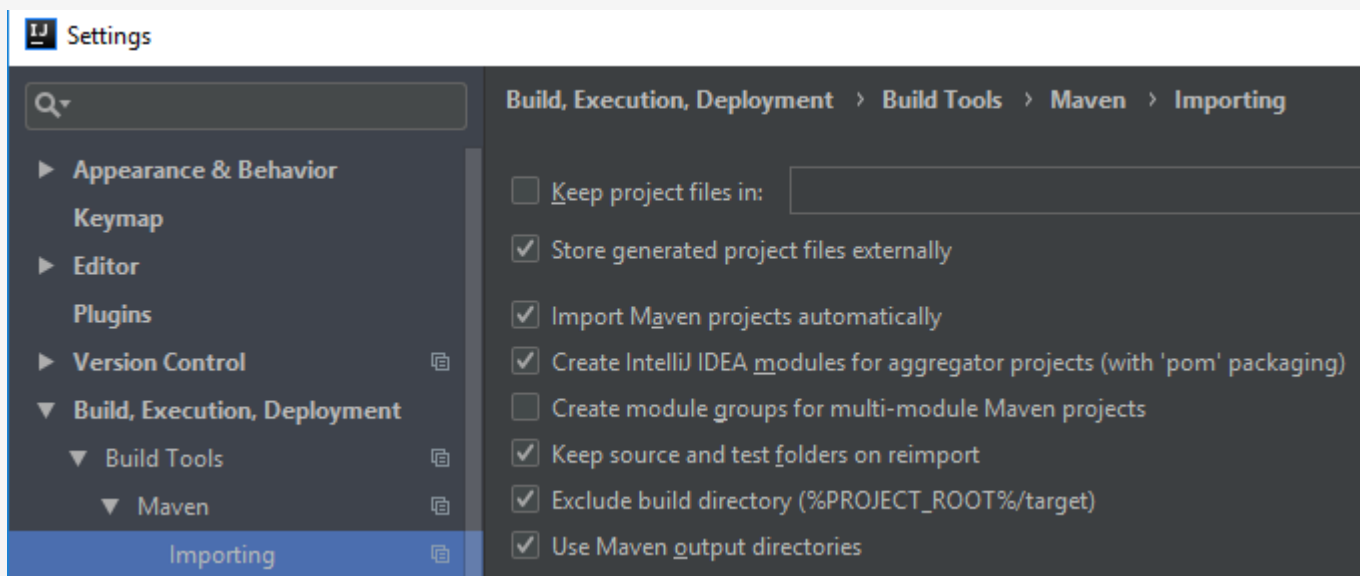 IJ Settings
Appearance & Behavior
Keymap
Editor
Plugins
Version Control
Build, Execution, Deployment
Build Tools
Maven
Importing
Build, Execution, Deployment › Build Tools › Maven › Importing
Keep project files in:
Store generated project files externally
Import Maven projects automatically
Create IntelliJ IDEA modules for aggregator projects (with 'pom' packaging)
Create module groups for multi-module Maven projects
Keep source and test folders on reimport
Exclude build directory (%PROJECT_ROOT%/target)
Use Maven output directories